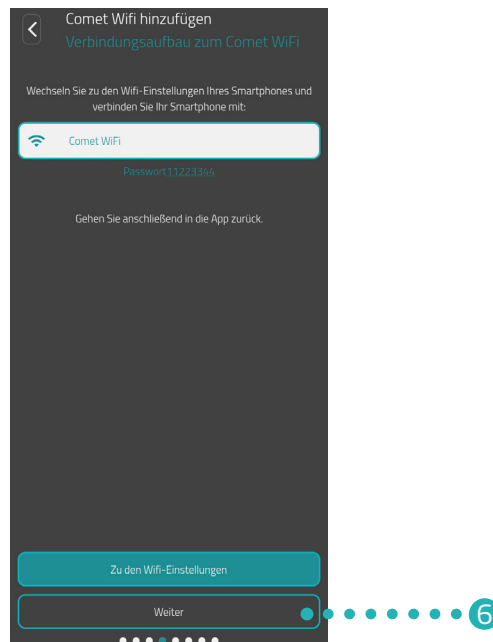 Comet Wifi hinzufügen
Verbindungsaufbau zum Comet WiFi
Wechseln Sie zu den Wifi-Einstellungen Ihres Smartphones und
verbinden Sie Ihr Smartphone mit:
Comet WiFi
Passwort11223344
Gehen Sie anschließend in die App zurück.
Zu den Wifi-Einstellungen
Weiter
6